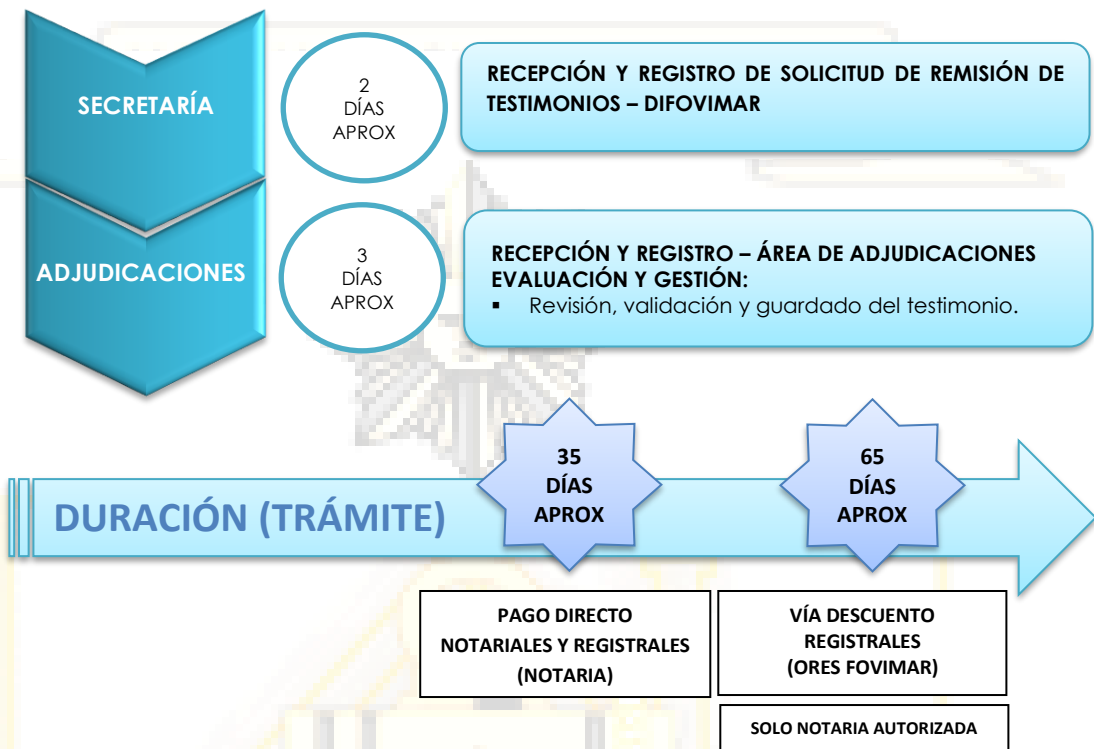 SECRETARÍA
2
DÍAS
APROX
RECEPCIÓN Y REGISTRO DE SOLICITUD DE REMISIÓN DE
TESTIMONIOS – DIFOVIMAR
ADJUDICACIONES
3
DÍAS
APROX
RECEPCIÓN Y REGISTRO – ÁREA DE ADJUDICACIONES
EVALUACIÓN Y GESTIÓN:
▪ Revisión, validación y guardado del testimonio.
DURACIÓN (TRÁMITE)
35
DÍAS
APROX
65
DÍAS
APROX
PAGO DIRECTO
NOTARIALES Y REGISTRALES
(NOTARIA)
VÍA DESCUENTO
REGISTRALES
(ORES FOVIMAR)
SOLO NOTARIA AUTORIZADA